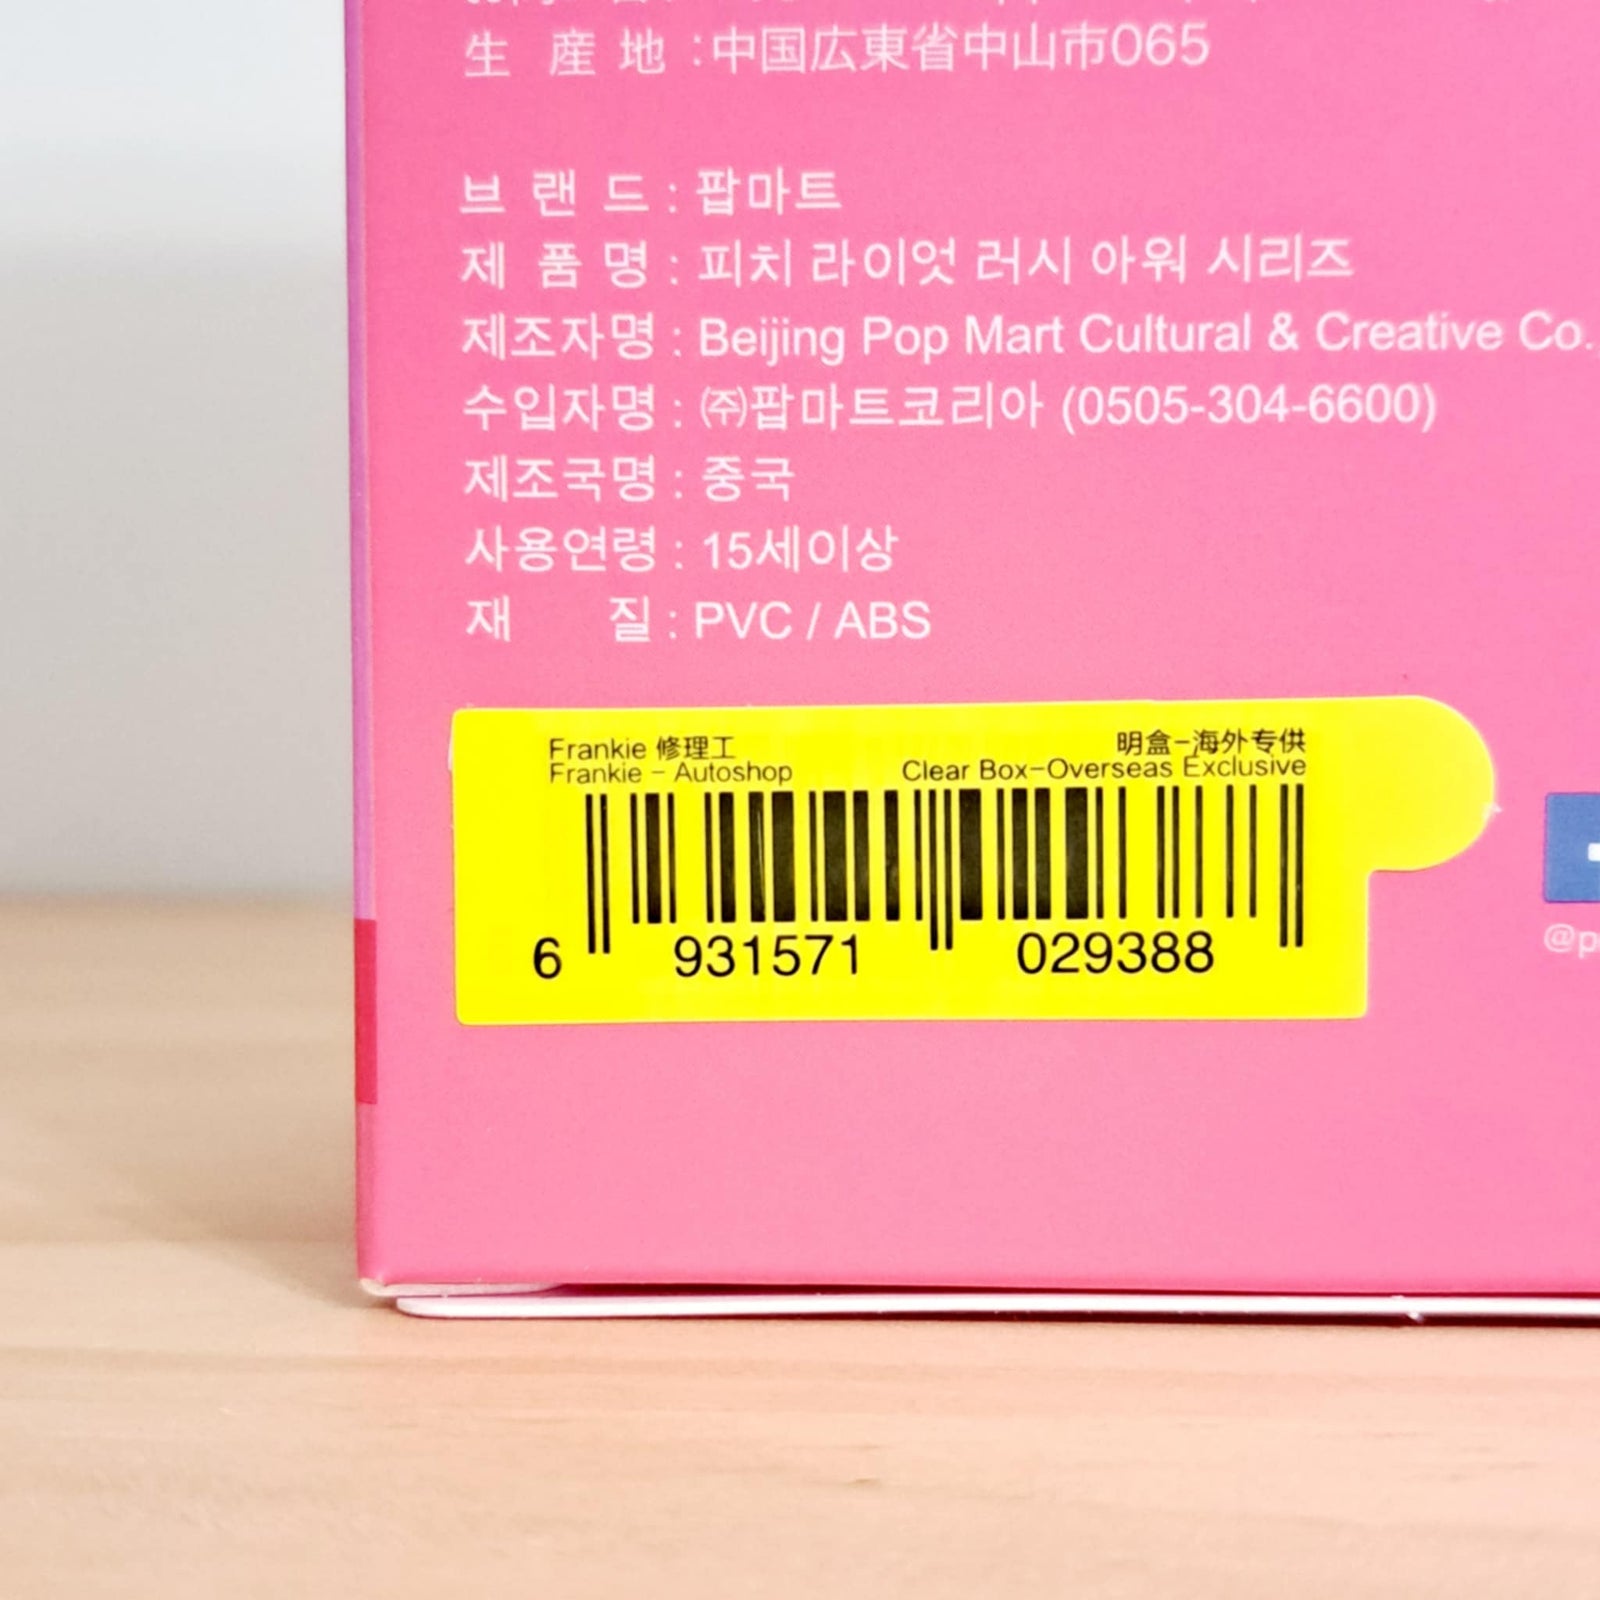 生産地:中国広東省中山市065
브랜드: 팝마트
제품명: 피치 라이엇 러시 아워 시리즈
제조자명: Beijing Pop Mart Cultural & Creative Co.,
수입자명: ㈜팝마트코리아 (0505-304-6600)
제조국명: 중국
사용연령: 15세이상
재질: PVC / ABS
Frankie 修理工 明盒-海外专供
Frankie - Autoshop Clear Box-Overseas Exclusive
6 931571 029388